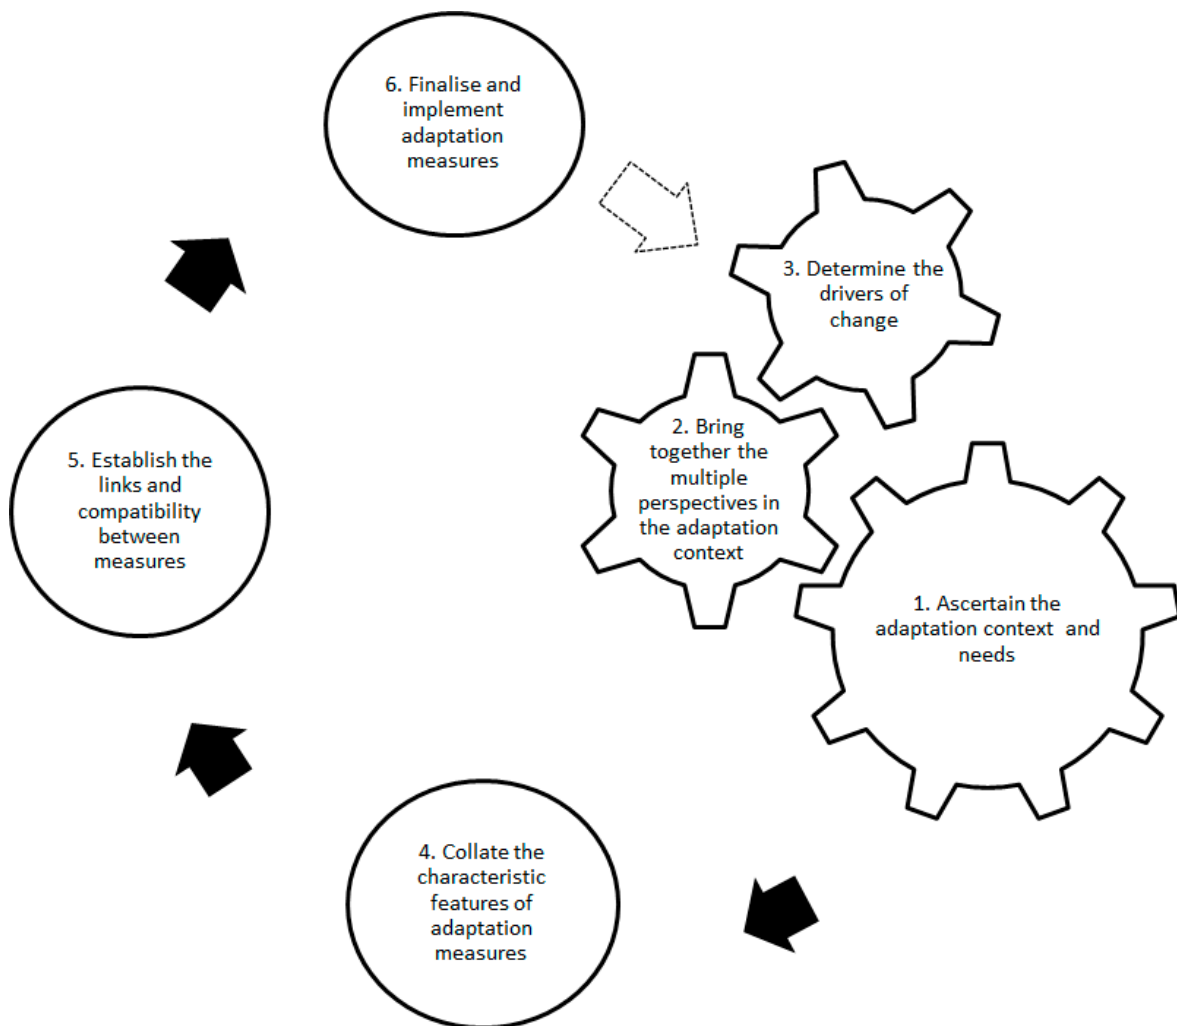 6. Finalise and
implement
adaptation
measures
3. Determine the
drivers of
change
2. Bring
together the
multiple
perspectives in
the adaptation
context
1. Ascertain the
adaptation context and
needs
5. Establish the
links and
compatibility
between
measures
4. Collate the
characteristic
features of
adaptation
measures